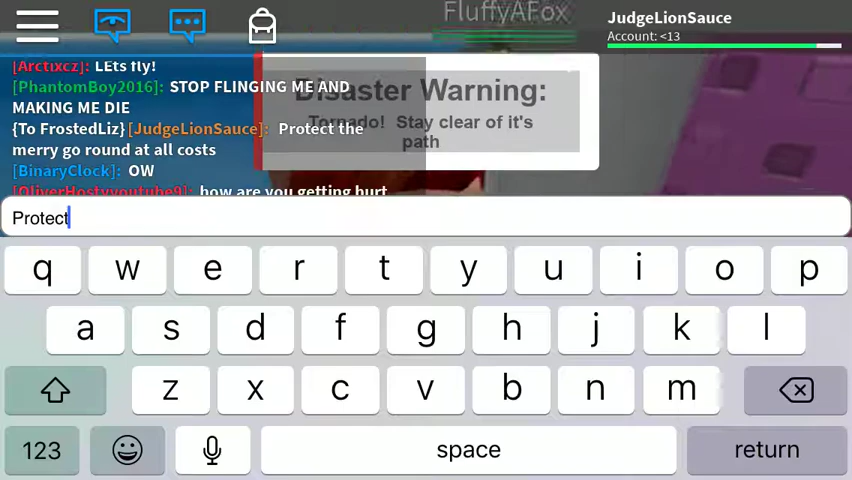 FluffyAFox
JudgeLionSauce
Account: <13
[Arctixcz]: LEts fly!
[PhantomBoy2016]: STOP FLINGING ME AND
MAKING ME DIE
{To FrostedLiz}[JudgeLionSauce]: Protect the
merry go round at all costs
[BinaryClock]: OW
[OliverHostyyoutube9]: how are you getting hurt
Disaster Warning:
Tornado! Stay clear of it's
path
Protect
q w e r t y u i o p
a s d f g h j k l
z x c v b n m
123 space return